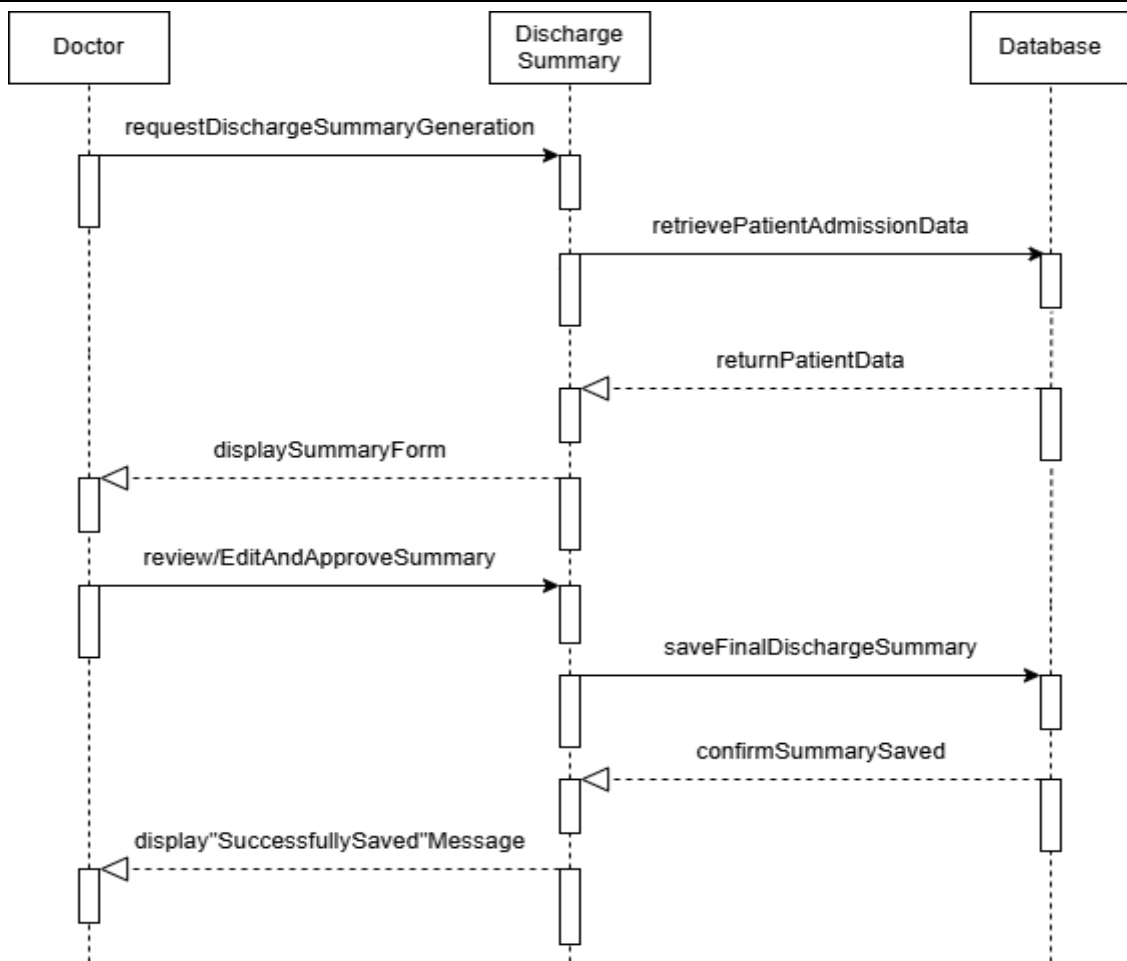 Doctor
Discharge
Summary
Database
requestDischargeSummaryGeneration
retrievePatientAdmissionData
returnPatientData
displaySummaryForm
review/EditAndApproveSummary
saveFinalDischargeSummary
confirmSummarySaved
display"SuccessfullySaved"Message